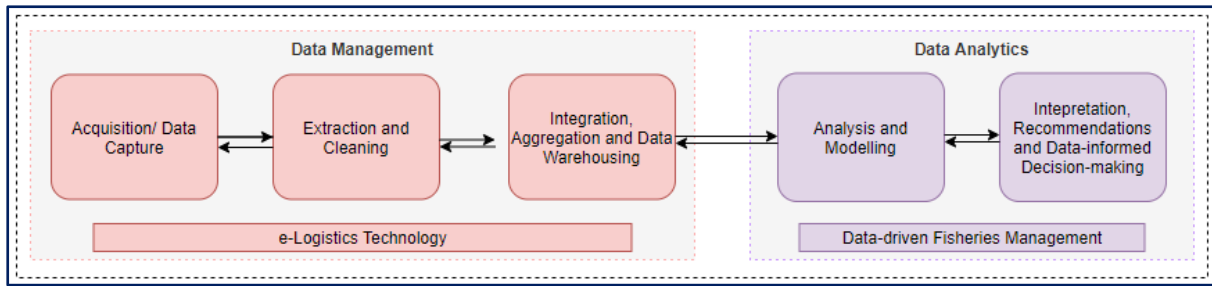 Data Management
Data Analytics
Acquisition/ Data
Capture
Extraction and
Cleaning
Integration,
Aggregation and Data
Warehousing
Analysis and
Modelling
Intepretation,
Recommendations
and Data-informed
Decision-making
e-Logistics Technology
Data-driven Fisheries Management